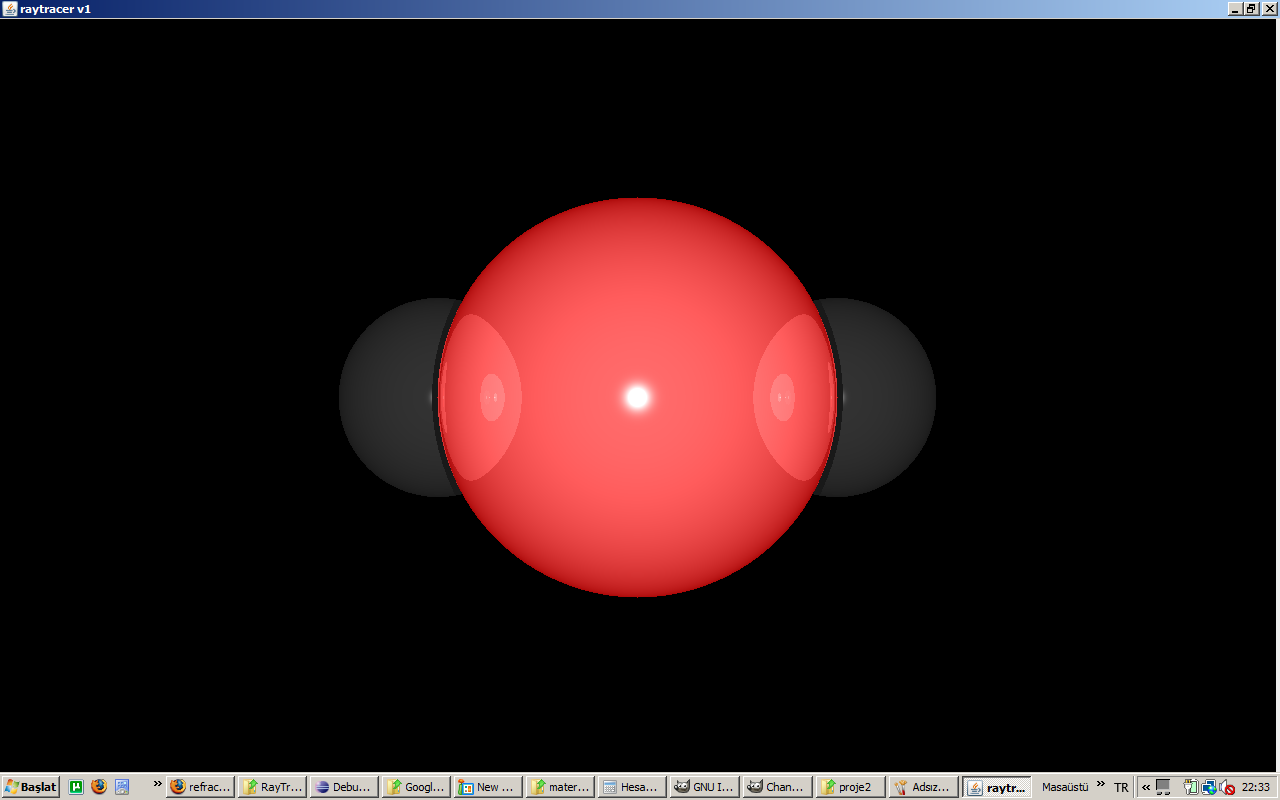 raytracer v1
Başlat
»
refrac...
RayTr...
Debu...
Googl...
New ...
mater...
Hesa...
GNU I...
Chan...
proje2
Adsız...
raytr...
Masaüstü
»
TR
«
22:33